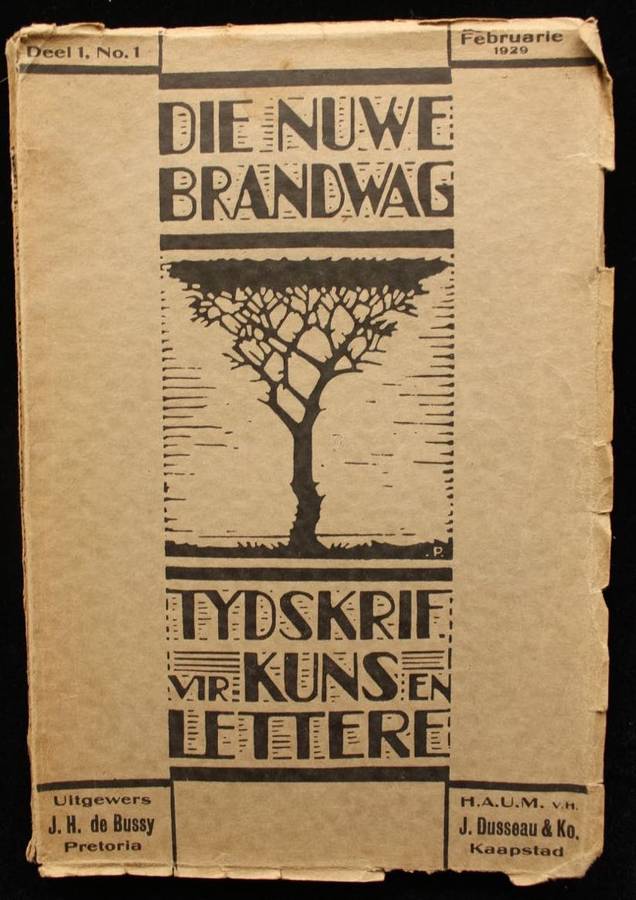 Deel 1, No. 1
Februarie
1929
DIE NUWE
BRANDWAG
P.
TYDSKRIF
VIR KUNS EN
LETTERE
Uitgewers
J. H. de Bussy
Pretoria
H.A.U.M. V.H.
J. Dusseau & Ko.
Kaapstad